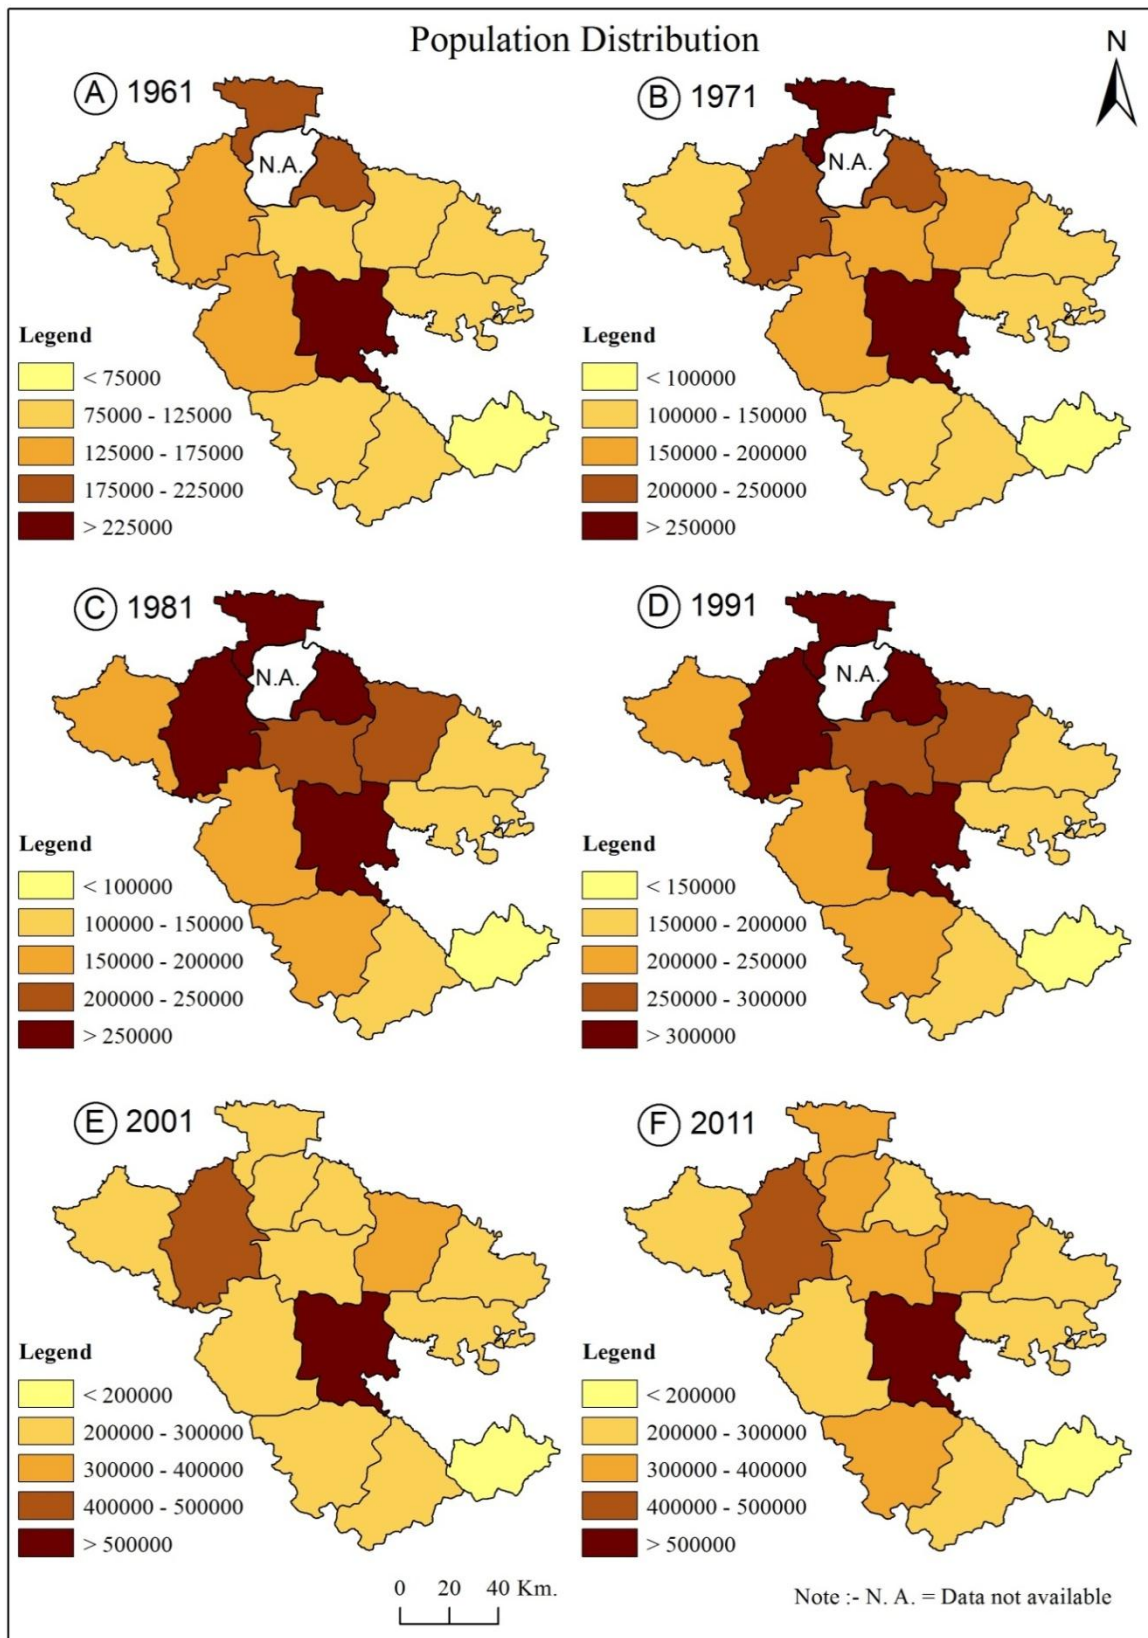 Population Distribution
N
A 1961
N.A.
Legend
< 75000
75000 - 125000
125000 - 175000
175000 - 225000
> 225000
B 1971
N.A.
Legend
< 100000
100000 - 150000
150000 - 200000
200000 - 250000
> 250000
C 1981
N.A.
Legend
< 100000
100000 - 150000
150000 - 200000
200000 - 250000
> 250000
D 1991
N.A.
Legend
< 150000
150000 - 200000
200000 - 250000
250000 - 300000
> 300000
E 2001
Legend
< 200000
200000 - 300000
300000 - 400000
400000 - 500000
> 500000
F 2011
Legend
< 200000
200000 - 300000
300000 - 400000
400000 - 500000
> 500000
0 20 40 Km.
Note :- N. A. = Data not available